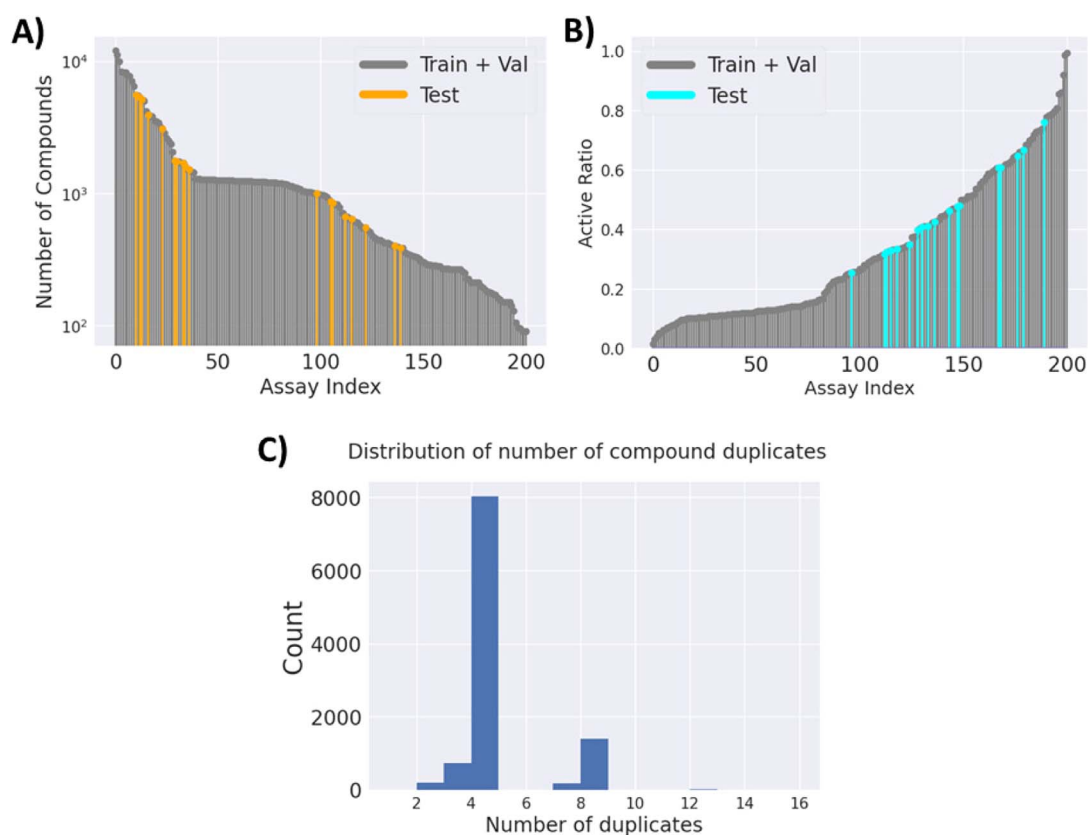 A)
10⁴
10³
10²
Number of Compounds
Train + Val
Test
0 50 100 150 200
Assay Index
B)
1.0
0.8
0.6
0.4
0.2
0.0
Active Ratio
Train + Val
Test
0 50 100 150 200
Assay Index
C)
Distribution of number of compound duplicates
8000
6000
4000
2000
0
Count
2 4 6 8 10 12 14 16
Number of duplicates